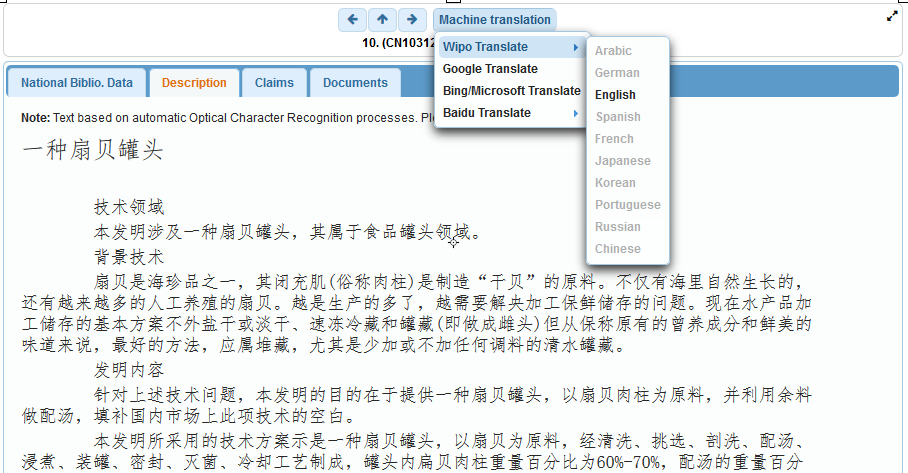 Machine translation
10. (CN10312
Wipo Translate
Google Translate
Bing/Microsoft Translate
Baidu Translate
Arabic
German
English
Spanish
French
Japanese
Korean
Portuguese
Russian
Chinese
National Biblio. Data
Description
Claims
Documents
Note: Text based on automatic Optical Character Recognition processes. Ple
一种扇贝罐头
技术领域
本发明涉及一种扇贝罐头，其属于食品罐头领域。
背景技术
扇贝是海珍品之一，其闭充肌(俗称肉柱)是制造“干贝”的原料。不仅有海里自然生长的，
还有越来越多的人工养殖的扇贝。越是生产的多了，越需要解决加工保鲜储存的问题。现在水产品加
工储存的基本方案不外盐干或淡干、速冻冷藏和罐藏(即做成雌头)但从保称原有的曾养成分和鲜美的
味道来说，最好的方法，应属堆藏，尤其是少加或不加任何调料的清水罐藏。
发明内容
针对上述技术问题，本发明的目的在于提供一种扇贝罐头，以扇贝肉柱为原料，并利用余料
做配汤，填补国内市场上此项技术的空白。
本发明所采用的技术方案示是一种扇贝罐头，以扇贝为原料，经清洗、挑选、剖洗、配汤、
浸煮、装罐、密封、灭菌、冷却工艺制成，罐头内扁贝肉柱重量百分比为60%-70%，配汤的重量百分